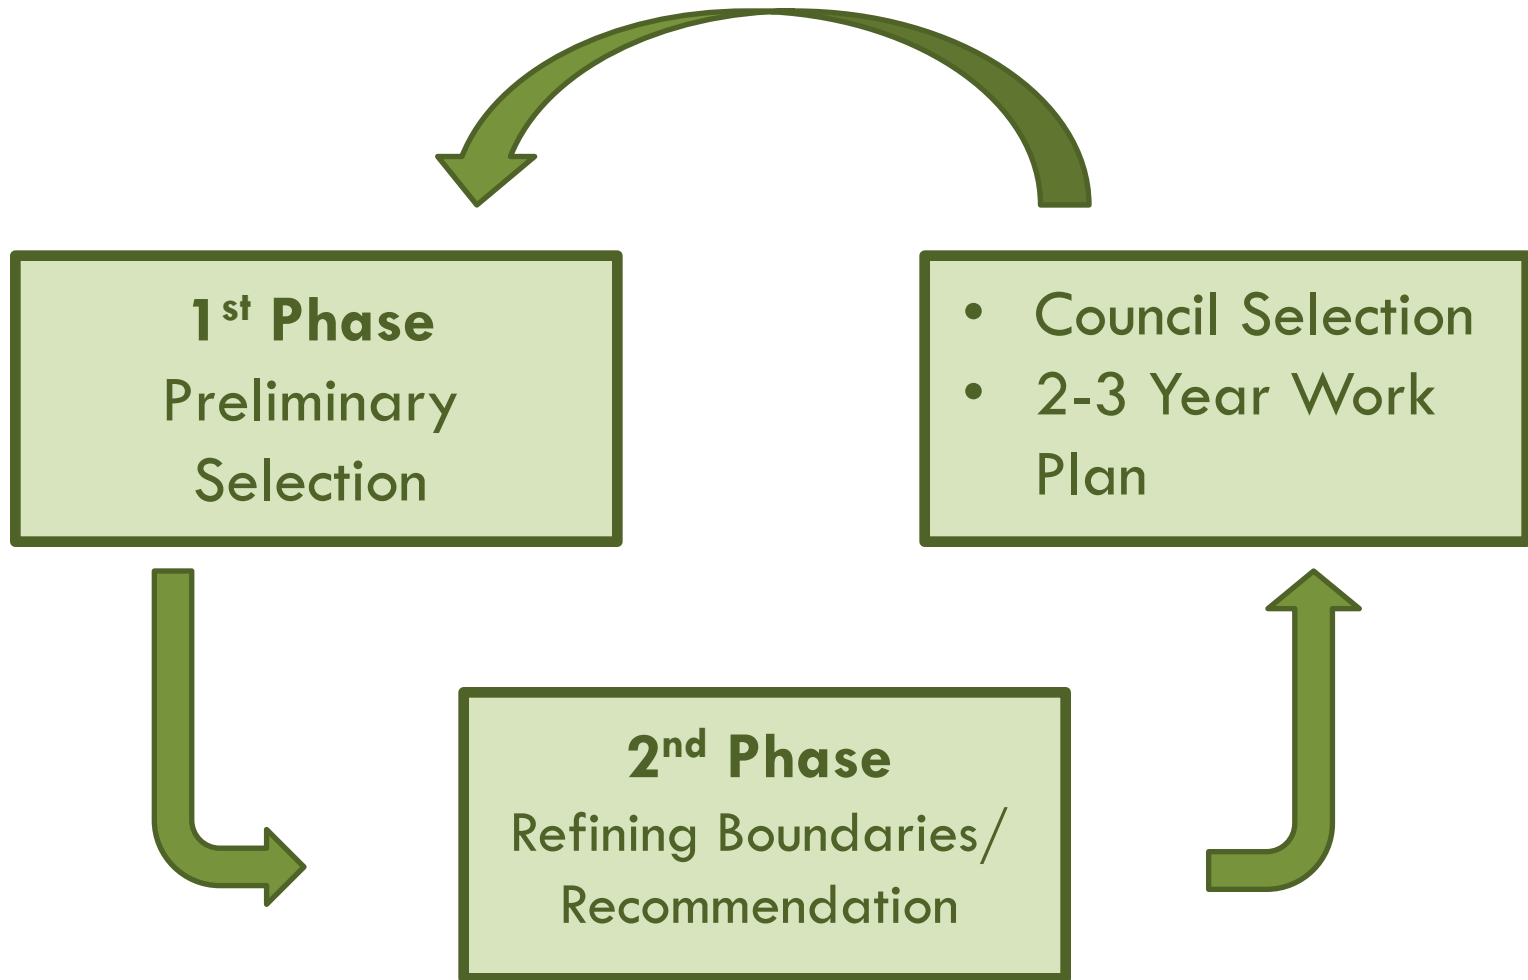 1st Phase
Preliminary
Selection
• Council Selection
• 2-3 Year Work
Plan
2nd Phase
Refining Boundaries/
Recommendation